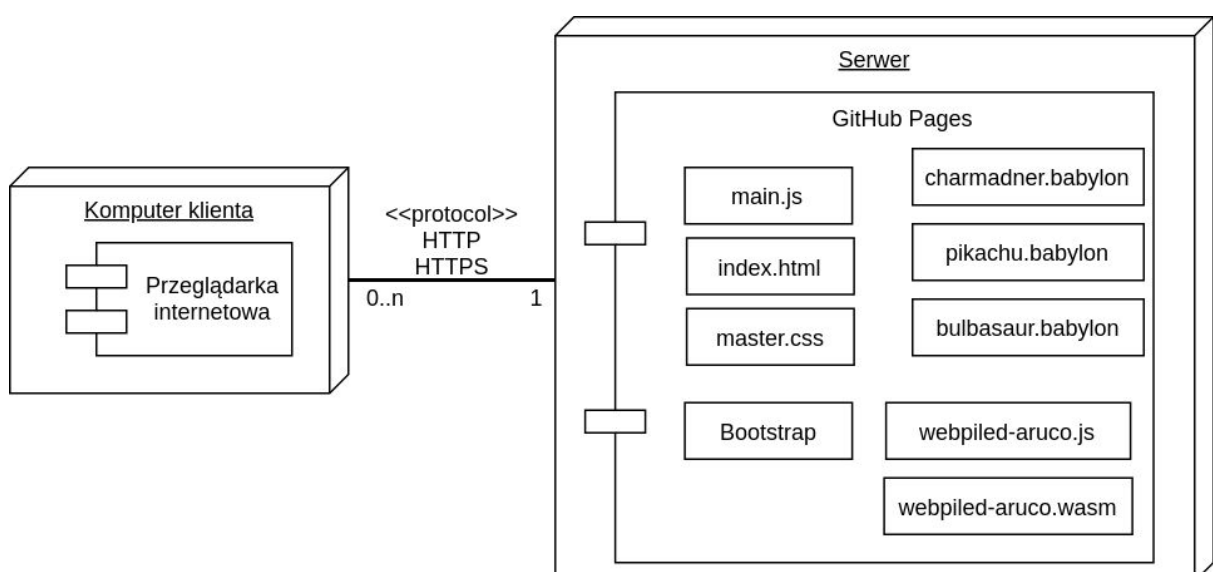 Komputer klienta
Przeglądarka
internetowa
<<protocol>>
HTTP
HTTPS
0..n
1
Serwer
GitHub Pages
main.js
index.html
master.css
Bootstrap
charmadner.babylon
pikachu.babylon
bulbasaur.babylon
webpiled-aruco.js
webpiled-aruco.wasm